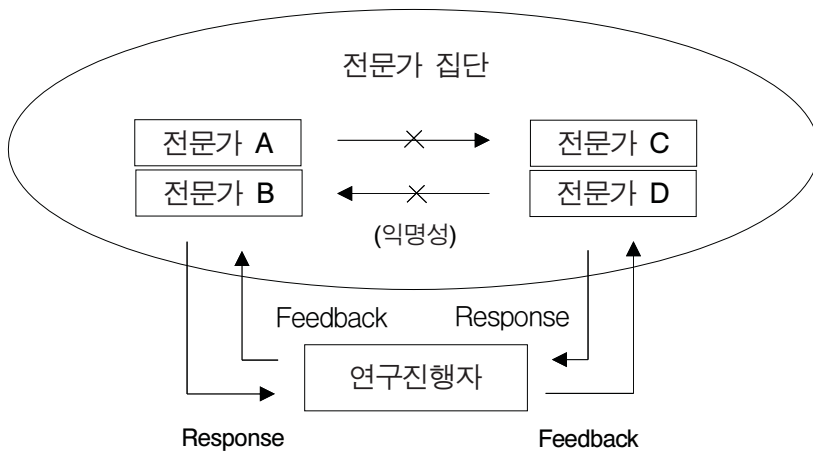 전문가 집단
전문가 A
전문가 C
전문가 B
전문가 D
(익명성)
Feedback
Response
연구진행자
Response
Feedback